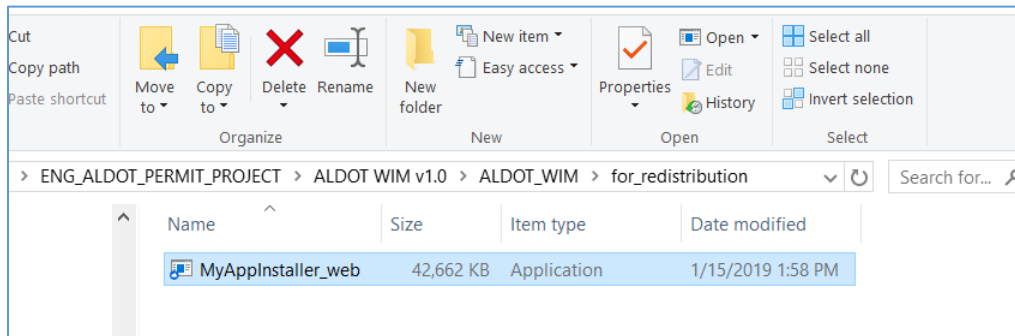 Cut
Copy path
Paste shortcut
Move to
Copy to
Delete
Rename
Organize
New folder
New item
Easy access
New
Properties
Open
Edit
History
Open
Select all
Select none
Invert selection
Select
> ENG_ALDOT_PERMIT_PROJECT > ALDOT WIM v1.0 > ALDOT_WIM > for_redistribution
Search for...
Name Size Item type Date modified
MyAppInstaller_web 42,662 KB Application 1/15/2019 1:58 PM